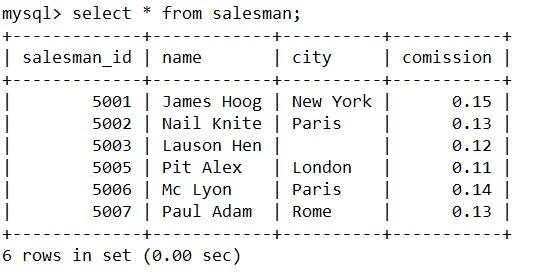 mysql> select * from salesman;
+-------------+------------+----------+-----------+
| salesman_id | name       | city     | comission |
+-------------+------------+----------+-----------+
|        5001 | James Hoog | New York |      0.15 |
|        5002 | Nail Knite | Paris    |      0.13 |
|        5003 | Lauson Hen |          |      0.12 |
|        5005 | Pit Alex   | London   |      0.11 |
|        5006 | Mc Lyon    | Paris    |      0.14 |
|        5007 | Paul Adam  | Rome     |      0.13 |
+-------------+------------+----------+-----------+
6 rows in set (0.00 sec)